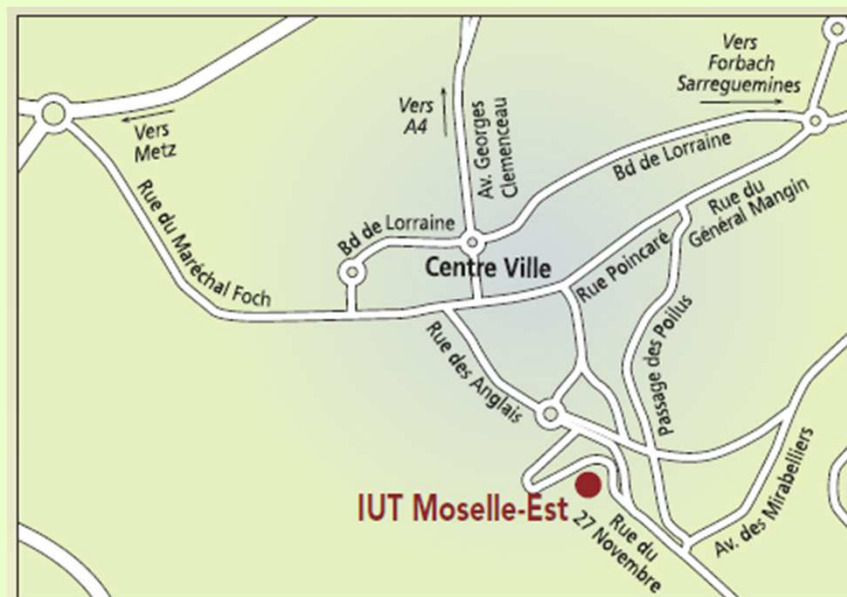 Vers
Forbach
Sarreguemines
Vers
A4
Av. Georges
Clemenceau
Vers
Metz
Bd de Lorraine
Rue du Maréchal Foch
Bd de Lorraine
Rue du
Général Mangin
Centre Ville
Rue Poincaré
Rue des Anglais
Passage des Poilus
IUT Moselle-Est
Rue du
27 Novembre
Av. des Mirabelliers